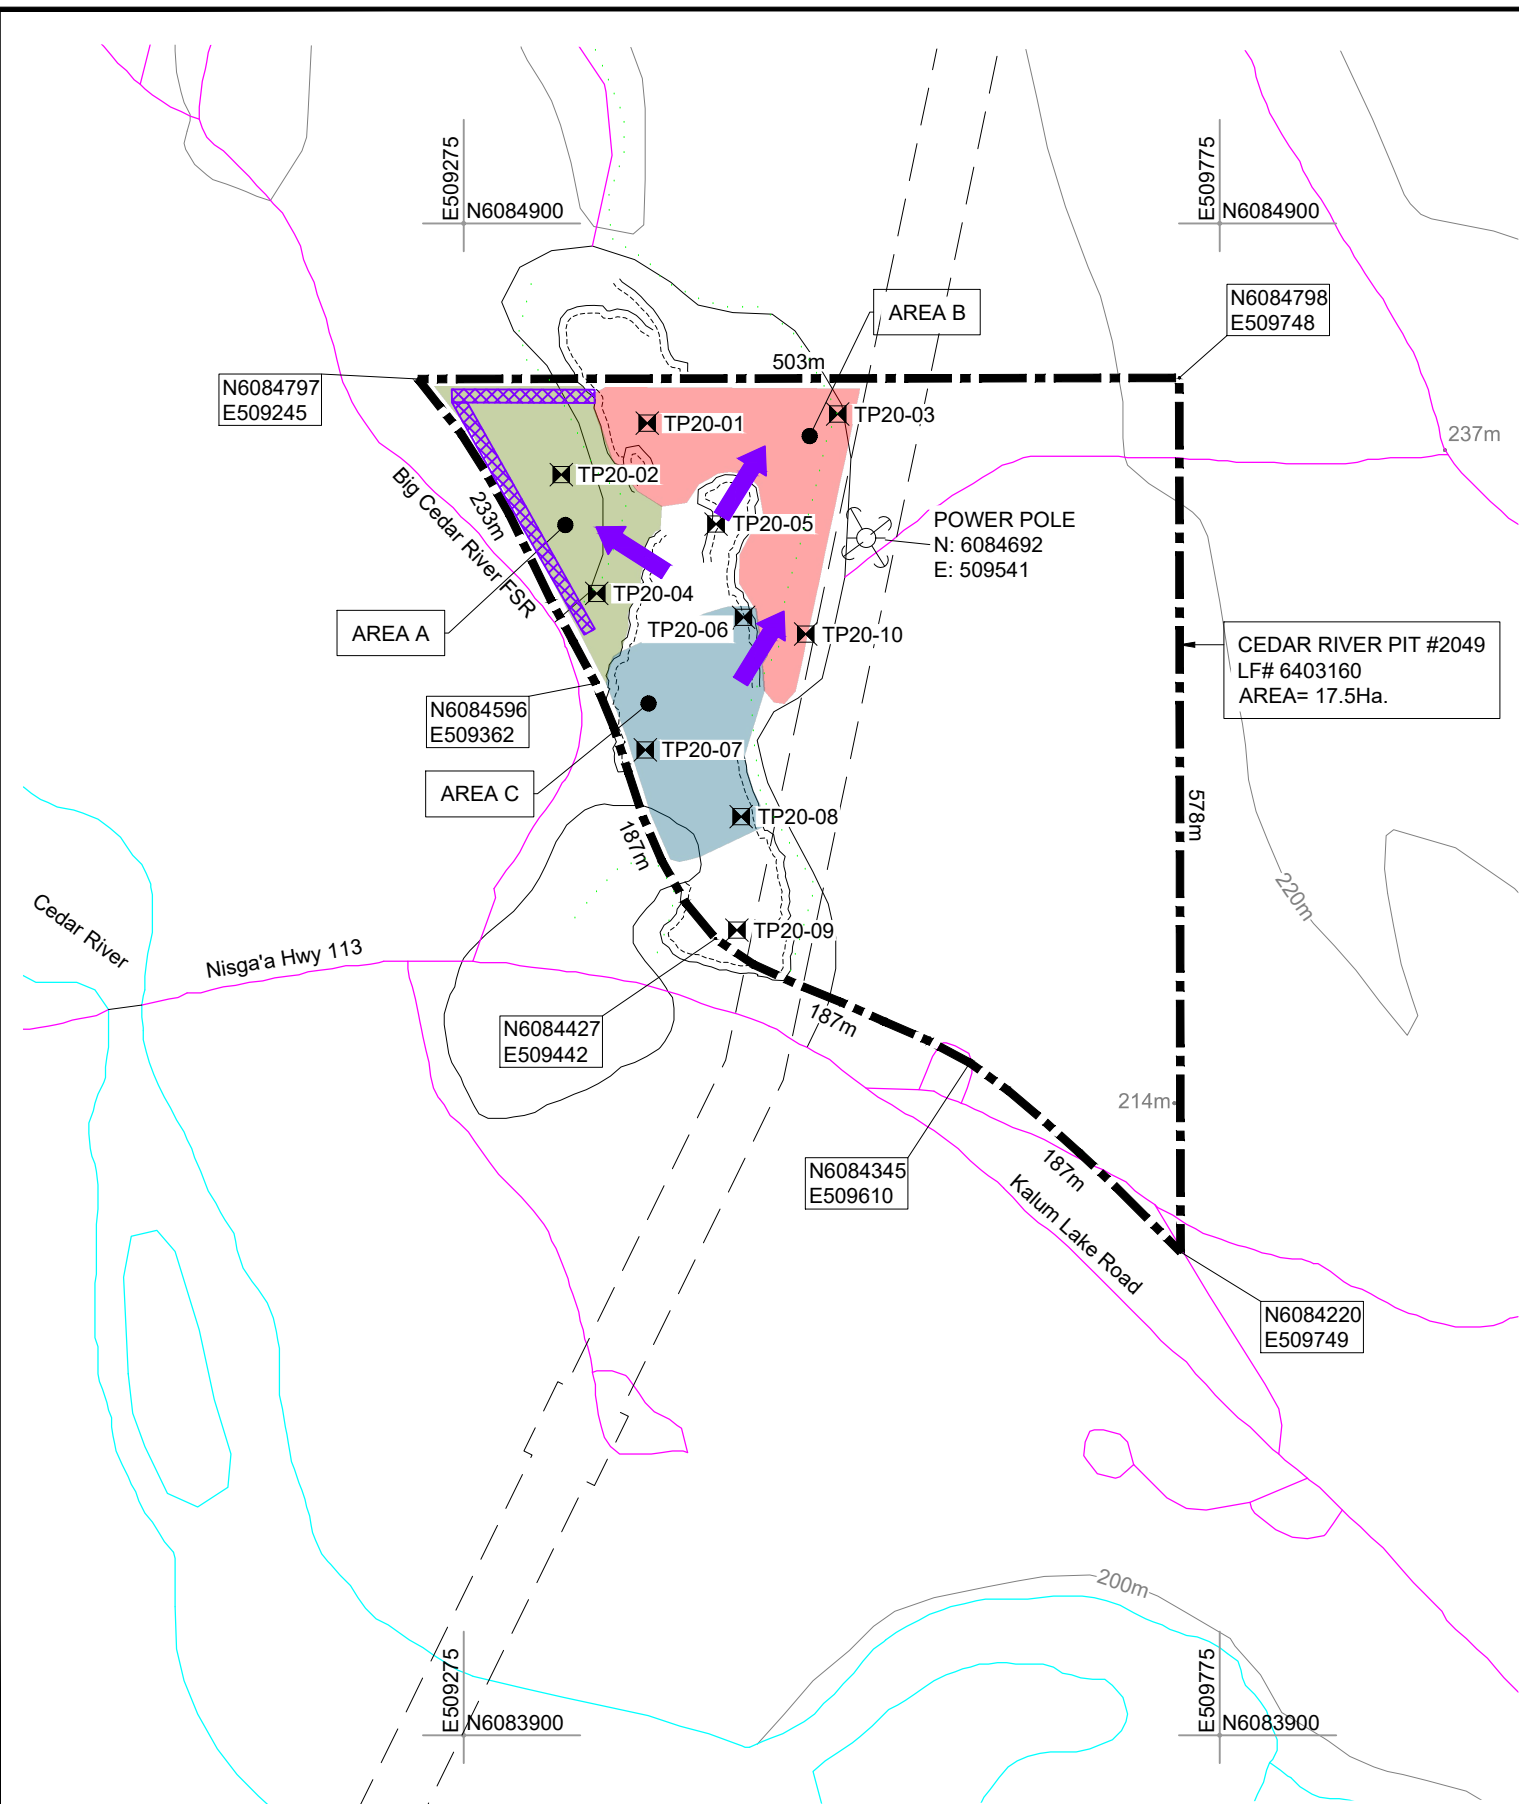 E509275
N6084900
E509775
N6084900
N6084798
E509748
AREA B
503m
N6084797
E509245
TP20-01
TP20-03
237m
TP20-02
233m
Big Cedar River FSR
TP20-05
POWER POLE
N: 6084692
E: 509541
TP20-04
AREA A
TP20-06
TP20-10
CEDAR RIVER PIT #2049
LF# 6403160
AREA= 17.5Ha.
N6084596
E509362
TP20-07
AREA C
TP20-08
578m
187m
220m
Cedar River
TP20-09
Nisga'a Hwy 113
N6084427
E509442
187m
214m
N6084345
E509610
187m
Kalum Lake Road
N6084220
E509749
200m
E509275
N6083900
E509775
N6083900